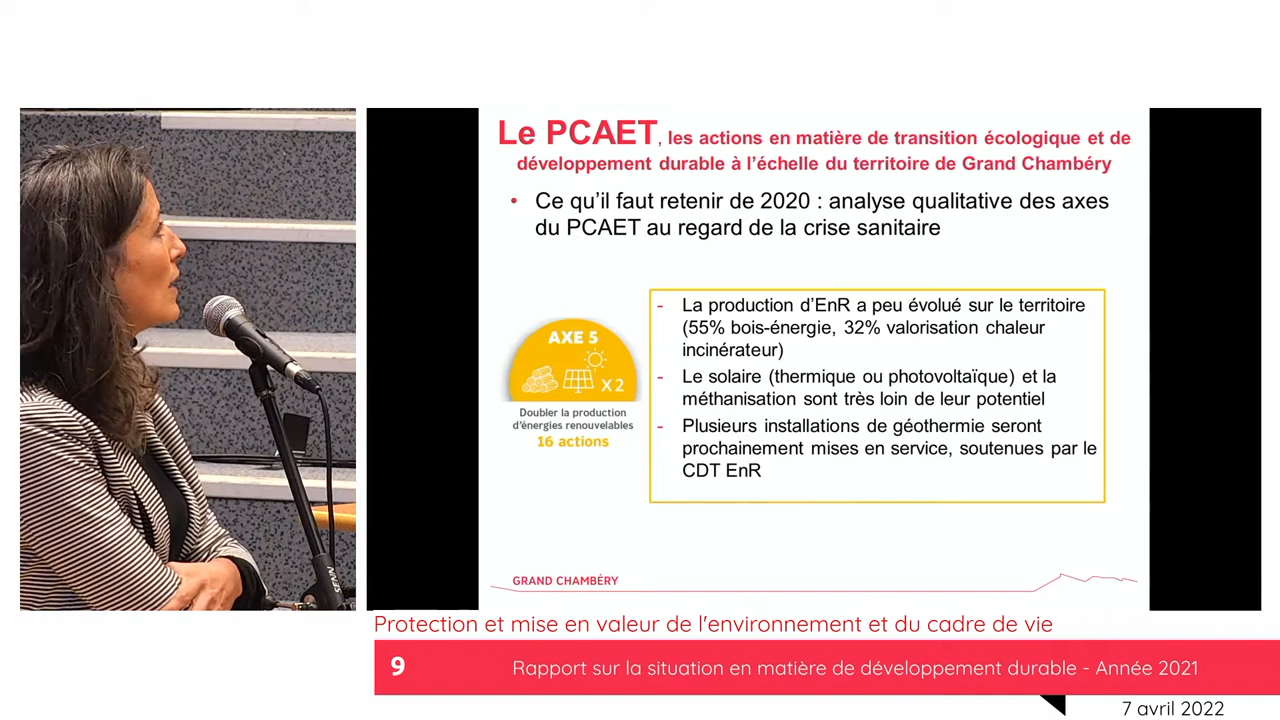 Le PCAET, les actions en matière de transition écologique et de
développement durable à l'échelle du territoire de Grand Chambéry
• Ce qu'il faut retenir de 2020 : analyse qualitative des axes
du PCAET au regard de la crise sanitaire
AXE 5
X2
Doubler la production
d'énergies renouvelables
16 actions
- La production d'EnR a peu évolué sur le territoire
(55% bois-énergie, 32% valorisation chaleur
incinérateur)
- Le solaire (thermique ou photovoltaïque) et la
méthanisation sont très loin de leur potentiel
- Plusieurs installations de géothermie seront
prochainement mises en service, soutenues par le
CDT EnR
GRAND CHAMBÉRY
SENN
Protection et mise en valeur de l'environnement et du cadre de vie
9 Rapport sur la situation en matière de développement durable - Année 2021
7 avril 2022